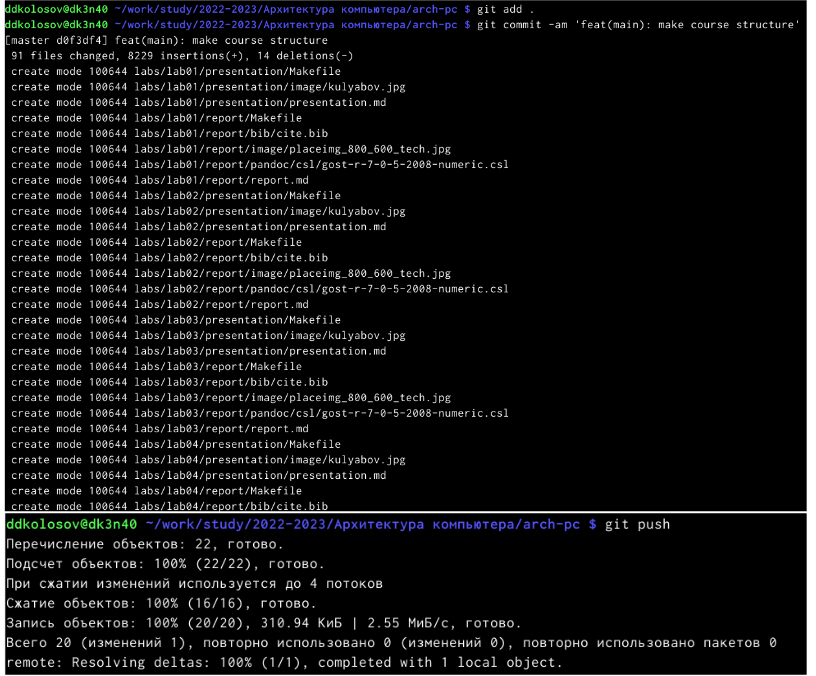 ddkolosov@dk3n40 ~/work/study/2022-2023/Архитектура компьютера/arch-pc $ git add .
ddkolosov@dk3n40 ~/work/study/2022-2023/Архитектура компьютера/arch-pc $ git commit -am 'feat(main): make course structure'
[master d0f3df4] feat(main): make course structure
 91 files changed, 8229 insertions(+), 14 deletions(-)
 create mode 100644 labs/lab01/presentation/Makefile
 create mode 100644 labs/lab01/presentation/image/kulyabov.jpg
 create mode 100644 labs/lab01/presentation/presentation.md
 create mode 100644 labs/lab01/report/Makefile
 create mode 100644 labs/lab01/report/bib/cite.bib
 create mode 100644 labs/lab01/report/image/placeimg_800_600_tech.jpg
 create mode 100644 labs/lab01/report/pandoc/csl/gost-r-7-0-5-2008-numeric.csl
 create mode 100644 labs/lab01/report/report.md
 create mode 100644 labs/lab02/presentation/Makefile
 create mode 100644 labs/lab02/presentation/image/kulyabov.jpg
 create mode 100644 labs/lab02/presentation/presentation.md
 create mode 100644 labs/lab02/report/Makefile
 create mode 100644 labs/lab02/report/bib/cite.bib
 create mode 100644 labs/lab02/report/image/placeimg_800_600_tech.jpg
 create mode 100644 labs/lab02/report/pandoc/csl/gost-r-7-0-5-2008-numeric.csl
 create mode 100644 labs/lab02/report/report.md
 create mode 100644 labs/lab03/presentation/Makefile
 create mode 100644 labs/lab03/presentation/image/kulyabov.jpg
 create mode 100644 labs/lab03/presentation/presentation.md
 create mode 100644 labs/lab03/report/Makefile
 create mode 100644 labs/lab03/report/bib/cite.bib
 create mode 100644 labs/lab03/report/image/placeimg_800_600_tech.jpg
 create mode 100644 labs/lab03/report/pandoc/csl/gost-r-7-0-5-2008-numeric.csl
 create mode 100644 labs/lab03/report/report.md
 create mode 100644 labs/lab04/presentation/Makefile
 create mode 100644 labs/lab04/presentation/image/kulyabov.jpg
 create mode 100644 labs/lab04/presentation/presentation.md
 create mode 100644 labs/lab04/report/Makefile
 create mode 100644 labs/lab04/report/bib/cite.bib
ddkolosov@dk3n40 ~/work/study/2022-2023/Архитектура компьютера/arch-pc $ git push
Перечисление объектов: 22, готово.
Подсчет объектов: 100% (22/22), готово.
При сжатии изменений используется до 4 потоков
Сжатие объектов: 100% (16/16), готово.
Запись объектов: 100% (20/20), 310.94 КиБ | 2.55 МиБ/с, готово.
Всего 20 (изменений 1), повторно использовано 0 (изменений 0), повторно использовано пакетов 0
remote: Resolving deltas: 100% (1/1), completed with 1 local object.